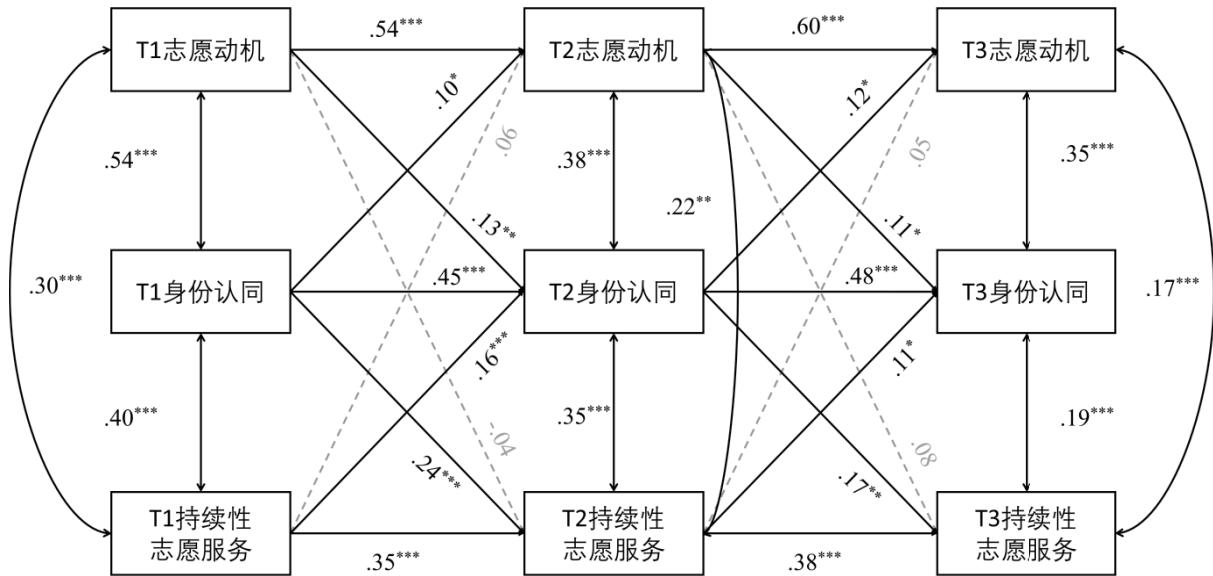 .54***
.60***
T1志愿动机
T2志愿动机
T3志愿动机
.10*
.06
.12*
.05
.54***
.38***
.35***
.13**
.22**
.11*
.30***
T1身份认同
.45***
T2身份认同
.48***
T3身份认同
.17***
.16***
.11*
.40***
.35***
.19***
-.04
.08
.24***
.17**
T1持续性
志愿服务
T2持续性
志愿服务
T3持续性
志愿服务
.35***
.38***